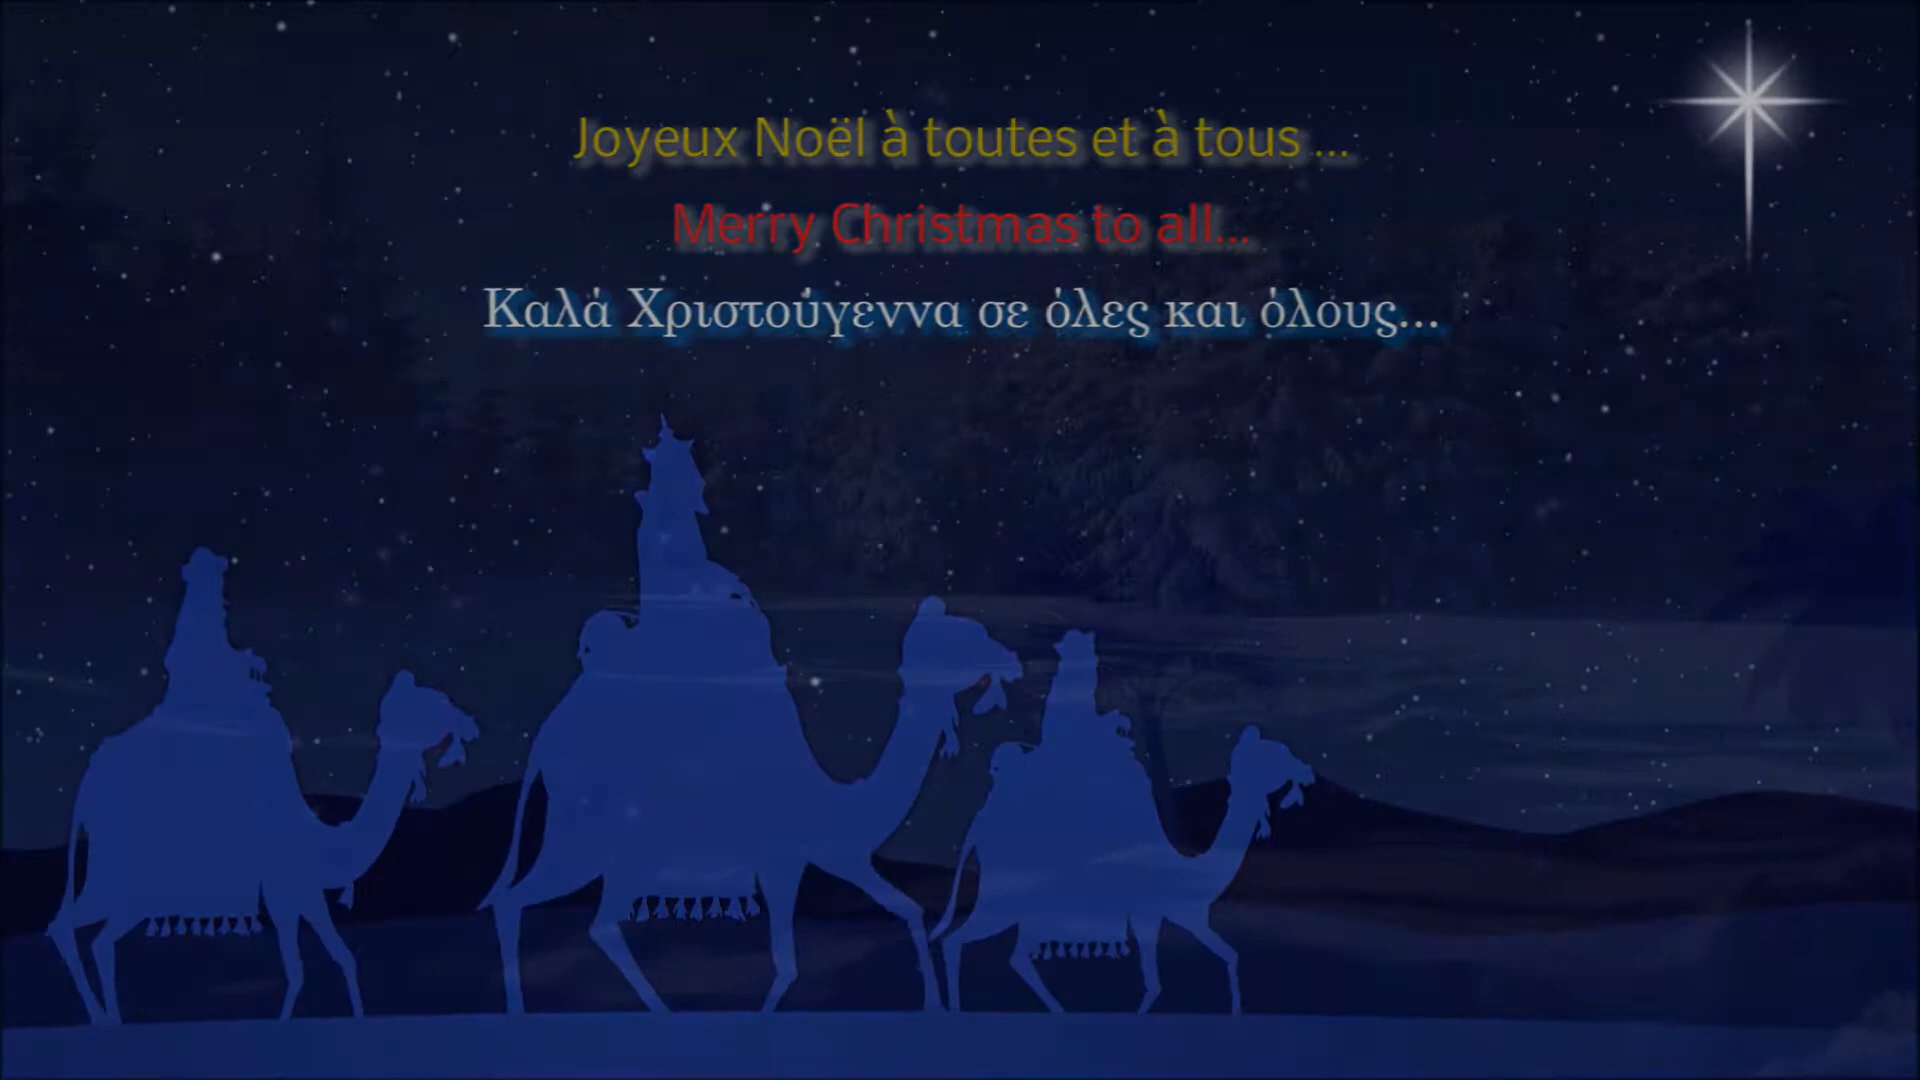 Joyeux Noël à toutes et à tous ...
Merry Christmas to all...
Καλά Χριστούγεννα σε όλες και όλους...